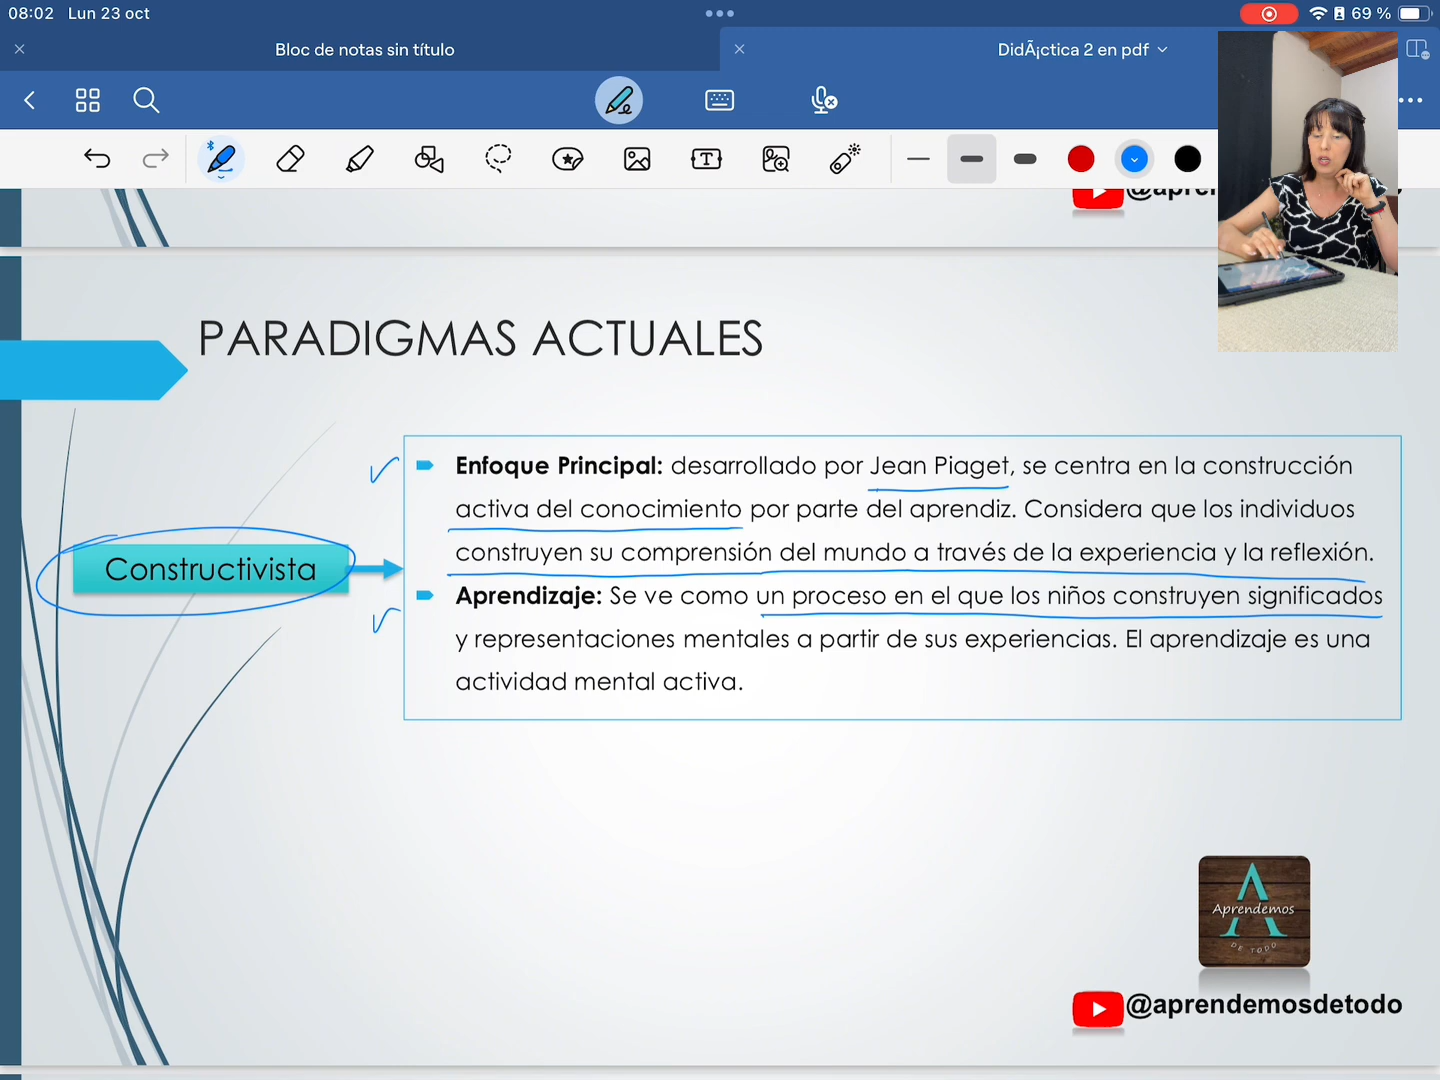 08:02 Lun 23 oct
69 %
Bloc de notas sin título
DidÃ¡ctica 2 en pdf
PARADIGMAS ACTUALES
Constructivista
Enfoque Principal: desarrollado por Jean Piaget, se centra en la construcción
activa del conocimiento por parte del aprendiz. Considera que los individuos
construyen su comprensión del mundo a través de la experiencia y la reflexión.
Aprendizaje: Se ve como un proceso en el que los niños construyen significados
y representaciones mentales a partir de sus experiencias. El aprendizaje es una
actividad mental activa.
Aprendemos
DE TODO
@aprendemosdetodo